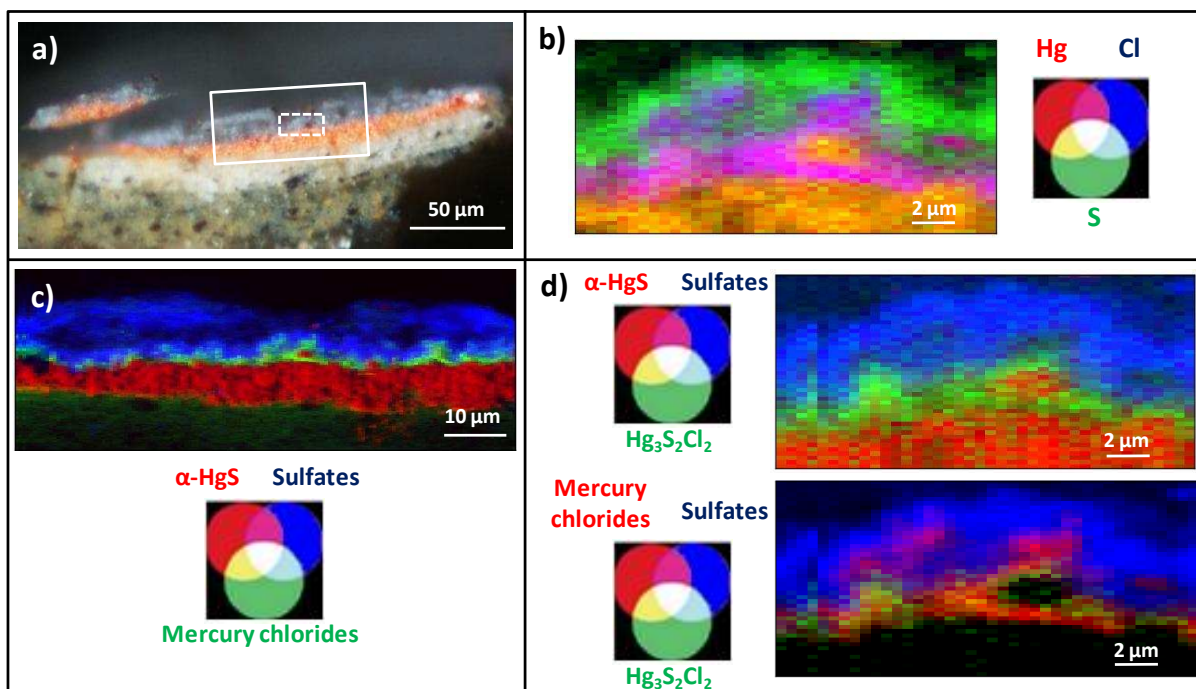 a)
50 µm
b)
Hg Cl
S
2 µm
c)
10 µm
α-HgS Sulfates
Mercury chlorides
d)
α-HgS Sulfates
Hg₃S₂Cl₂
2 µm
Mercury
chlorides Sulfates
Hg₃S₂Cl₂
2 µm